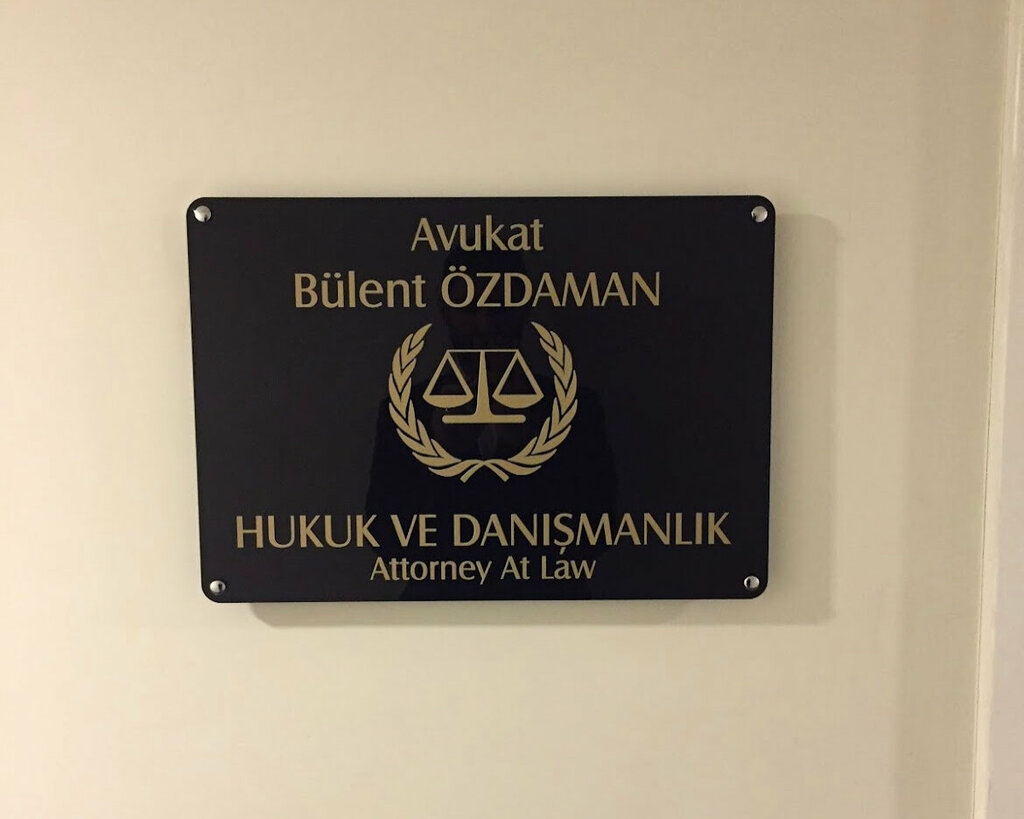 Avukat
Bülent ÖZDAMAN
HUKUK VE DANIŞMANLIK
Attorney At Law